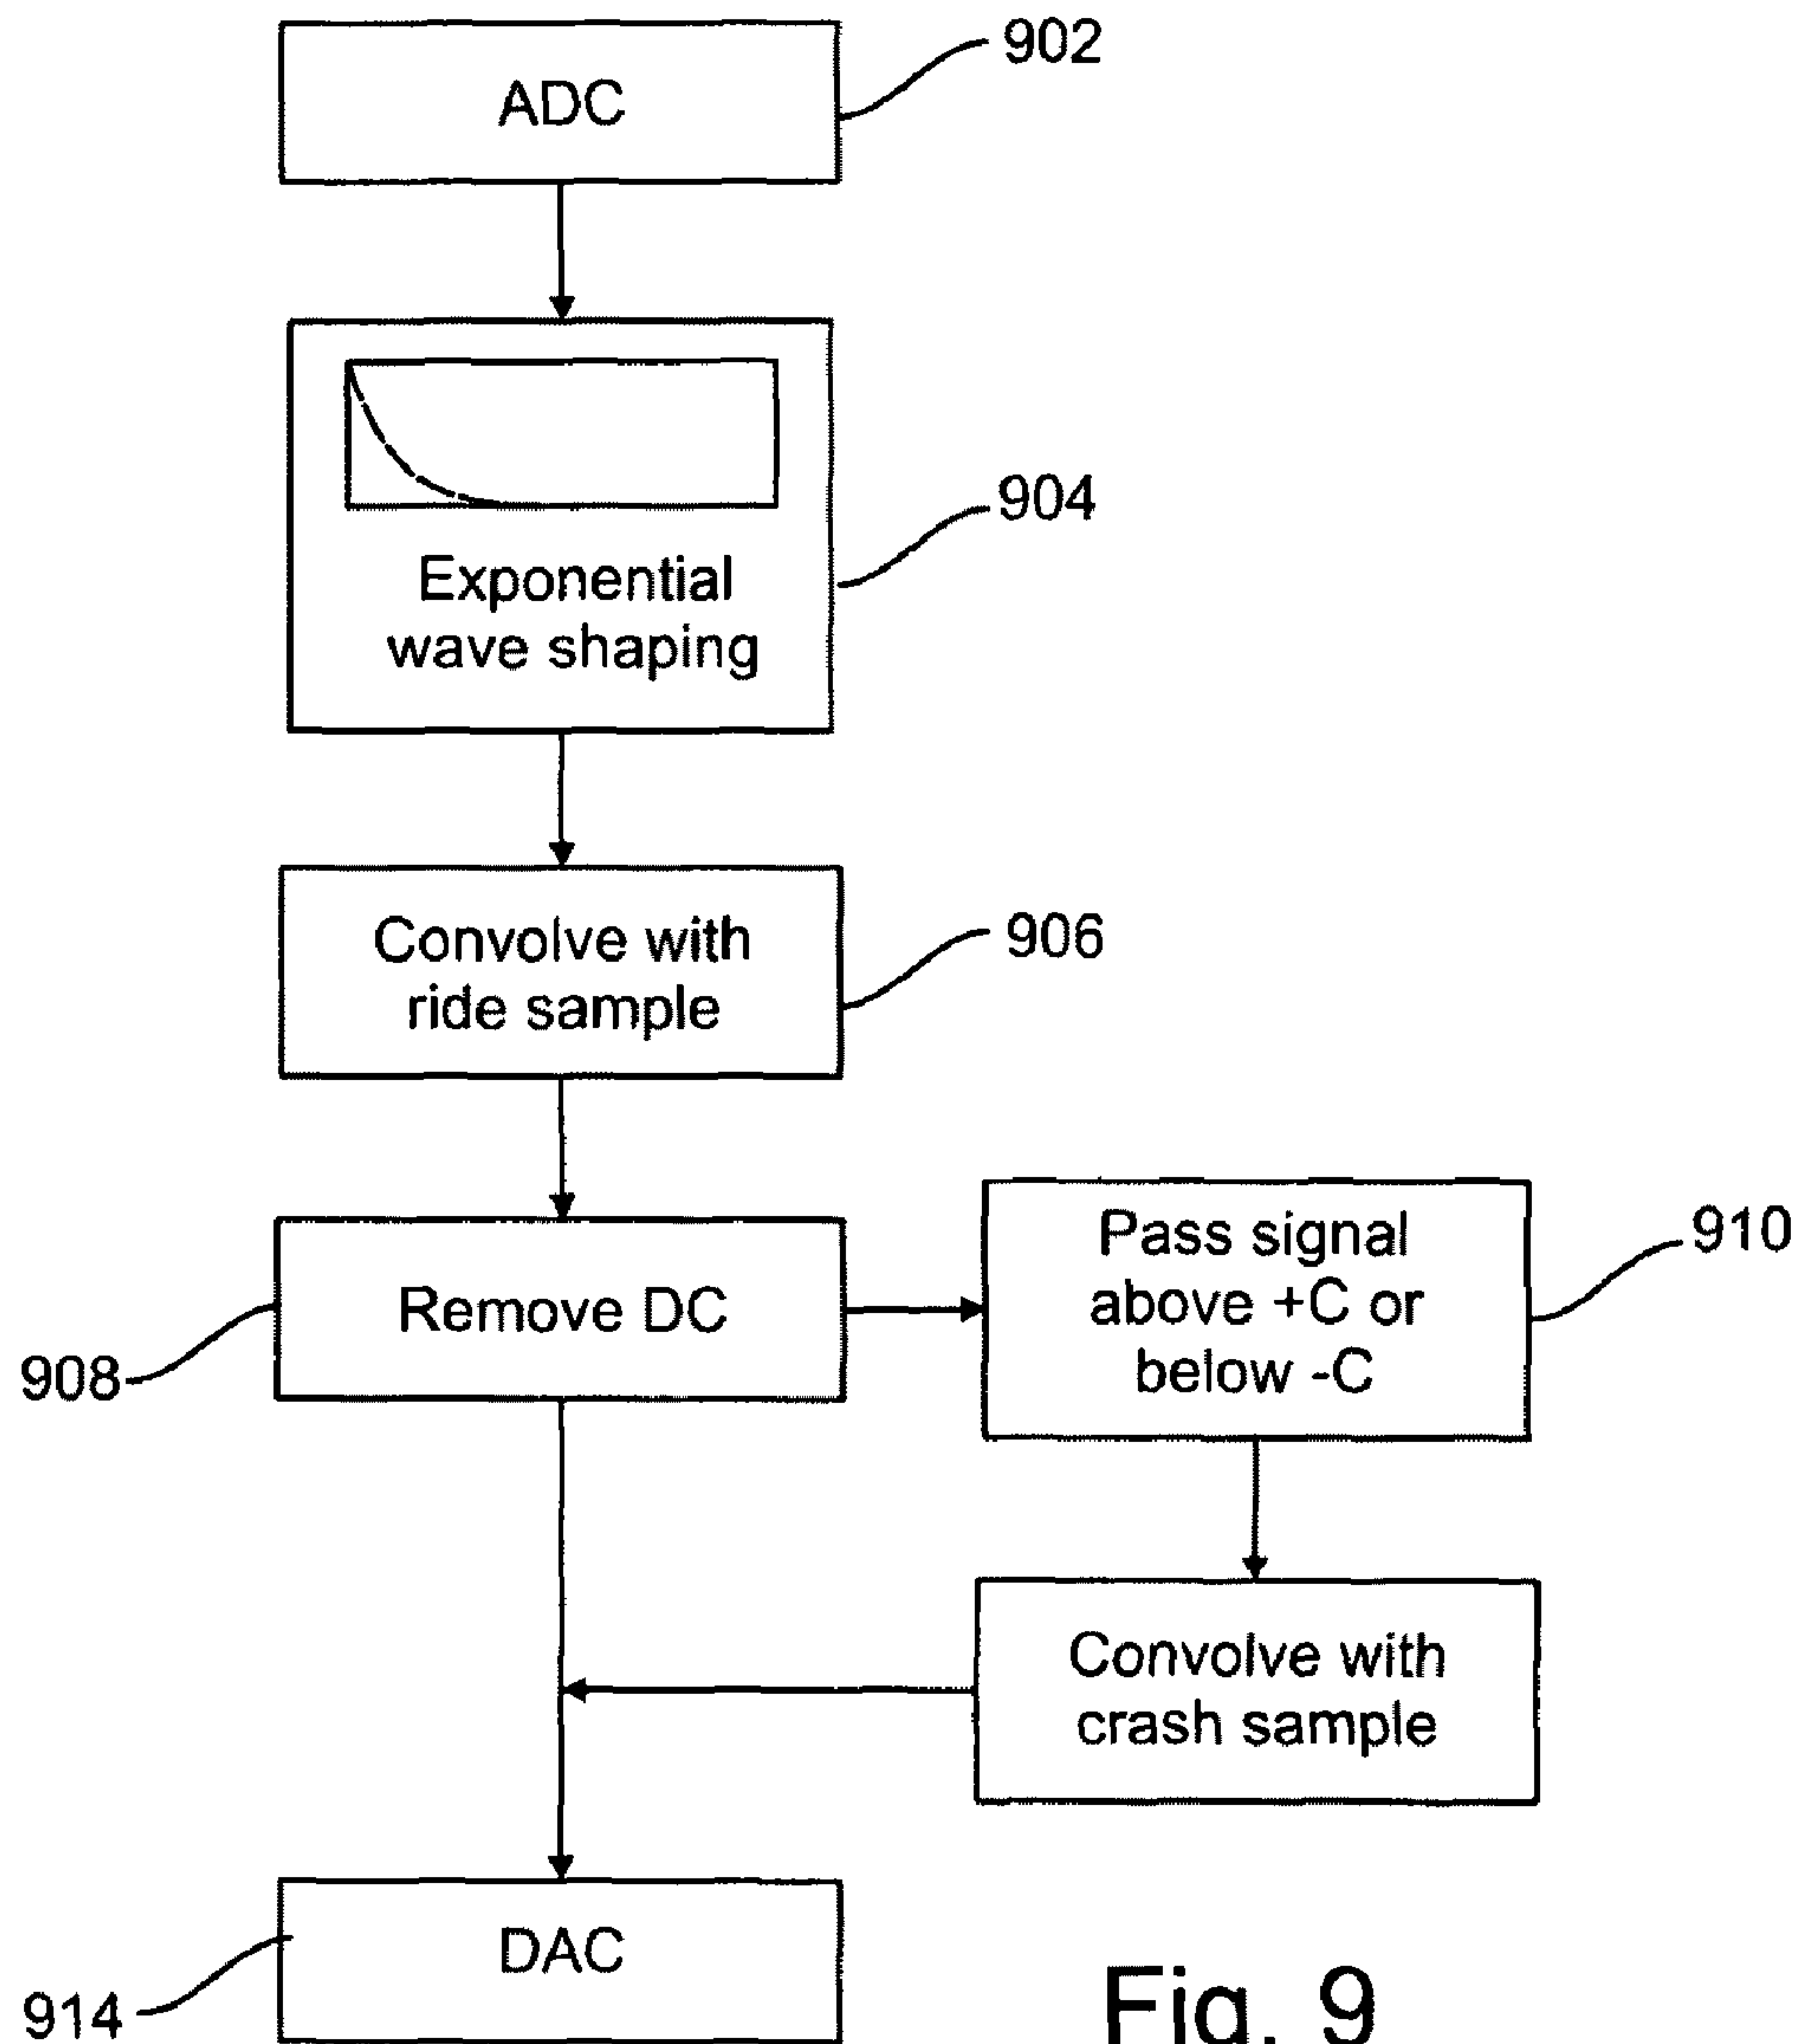 ADC
902
904
Exponential
wave shaping
Convolve with
ride sample
906
Remove DC
908
Pass signal
above +C or
below -C
910
Convolve with
crash sample
DAC
914
Fig. 9